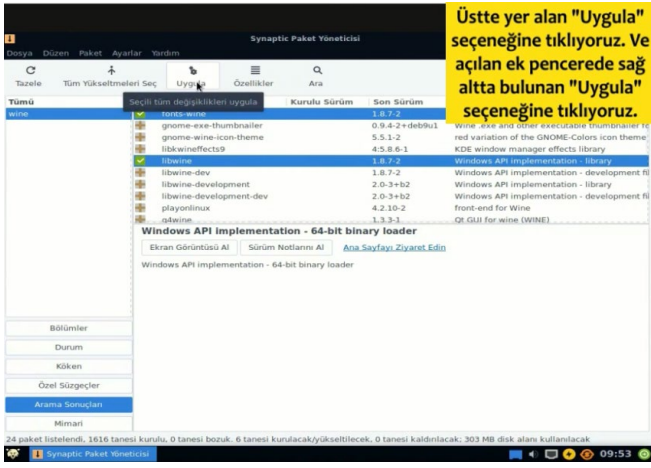 Üstte yer alan "Uygula"
seçeneğine tıklıyoruz. Ve
açılan ek pencerede sağ
altta bulunan "Uygula"
seçeneğine tıklıyoruz.
Synaptic Paket Yöneticisi
Dosya Düzen Paket Ayarlar Yardım
Tazele Tüm Yükseltmeleri Seç Uygula Özellikler Ara
Tümü Kurulu Sürüm Son Sürüm
Seçili tüm değişiklikleri uygula
wine fonts-wine 1.8.7-2
gnome-exe-thumbnailer 0.9.4-2+deb9u1 Wine .exe and other executable thumbnailer fo
gnome-wine-icon-theme 5.5.1-2 red variation of the GNOME-Colors icon theme
libkwineffects9 4:5.8.6-1 KDE window manager effects library
libwine 1.8.7-2 Windows API implementation - library
libwine-dev 1.8.7-2 Windows API implementation - development fil
libwine-development 2.0-3+b2 Windows API implementation - library
libwine-development-dev 2.0-3+b2 Windows API implementation - development fil
playonlinux 4.2.10-2 front-end for Wine
q4wine 1.3.3-1 Qt GUI for wine (WINE)
Windows API implementation - 64-bit binary loader
Ekran Görüntüsü Al Sürüm Notlarını Al Ana Sayfayı Ziyaret Edin
Windows API implementation - 64-bit binary loader
Bölümler
Durum
Köken
Özel Süzgeçler
Arama Sonuçları
Mimari
24 paket listelendi, 1616 tanesi kurulu, 0 tanesi bozuk. 6 tanesi kurulacak/yükseltilecek, 0 tanesi kaldırılacak; 303 MB disk alanı kullanılacak
Synaptic Paket Yöneticisi 09:53